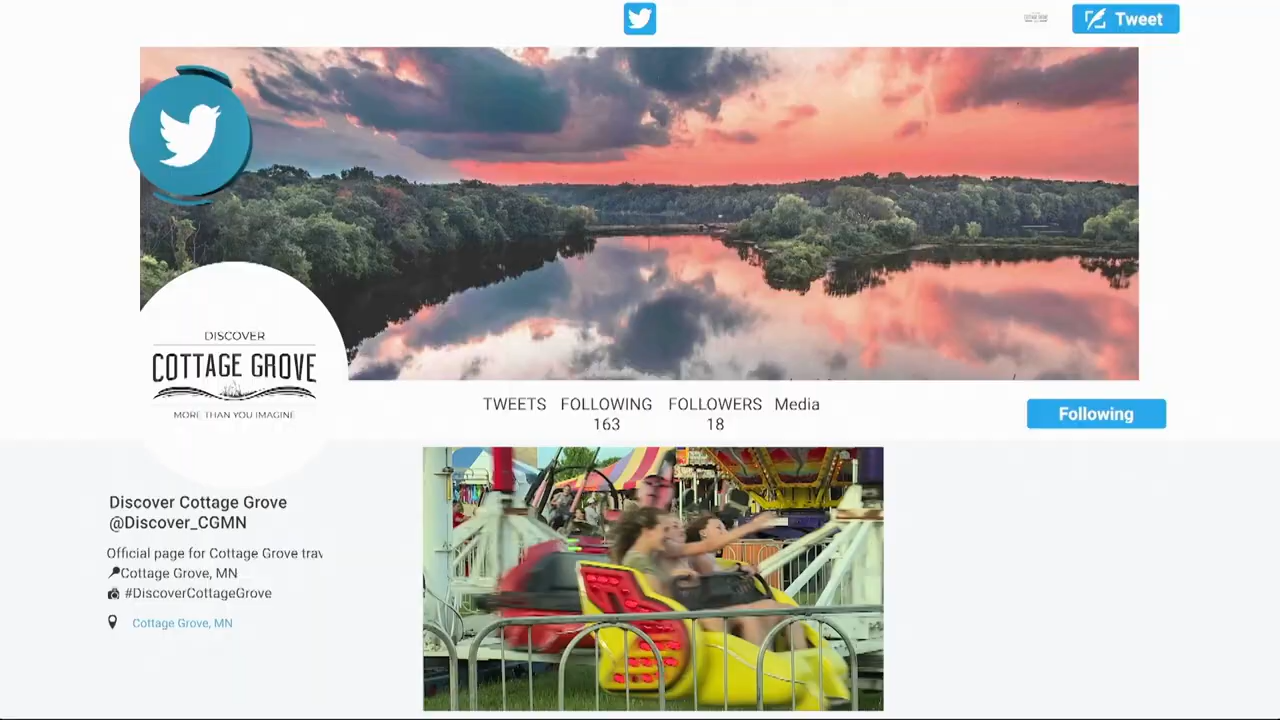 Tweet
DISCOVER
COTTAGE GROVE
MORE THAN YOU IMAGINE
TWEETS FOLLOWING FOLLOWERS Media
163 18
Following
Discover Cottage Grove
@Discover_CGMN
Official page for Cottage Grove trav
Cottage Grove, MN
#DiscoverCottageGrove
Cottage Grove, MN